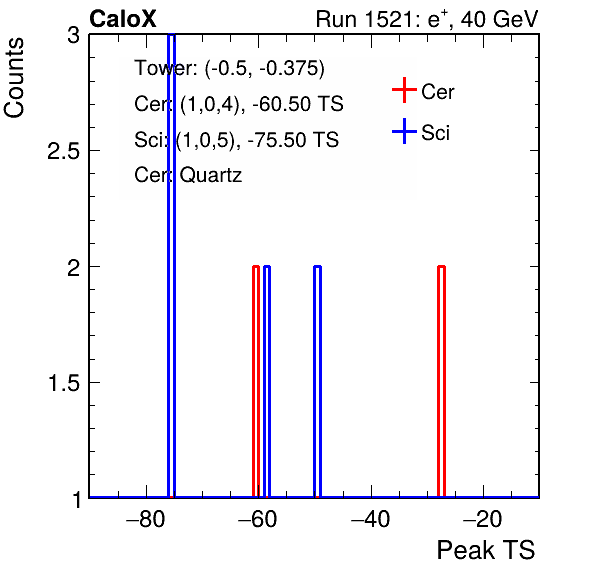 CaloX Run 1521: e+, 40 GeV
Counts
3
2.5
2
1.5
1
Tower: (-0.5, -0.375)
Cer: (1,0,4), -60.50 TS
Sci: (1,0,5), -75.50 TS
Cer: Quartz
Cer
Sci
−80 −60 −40 −20
Peak TS